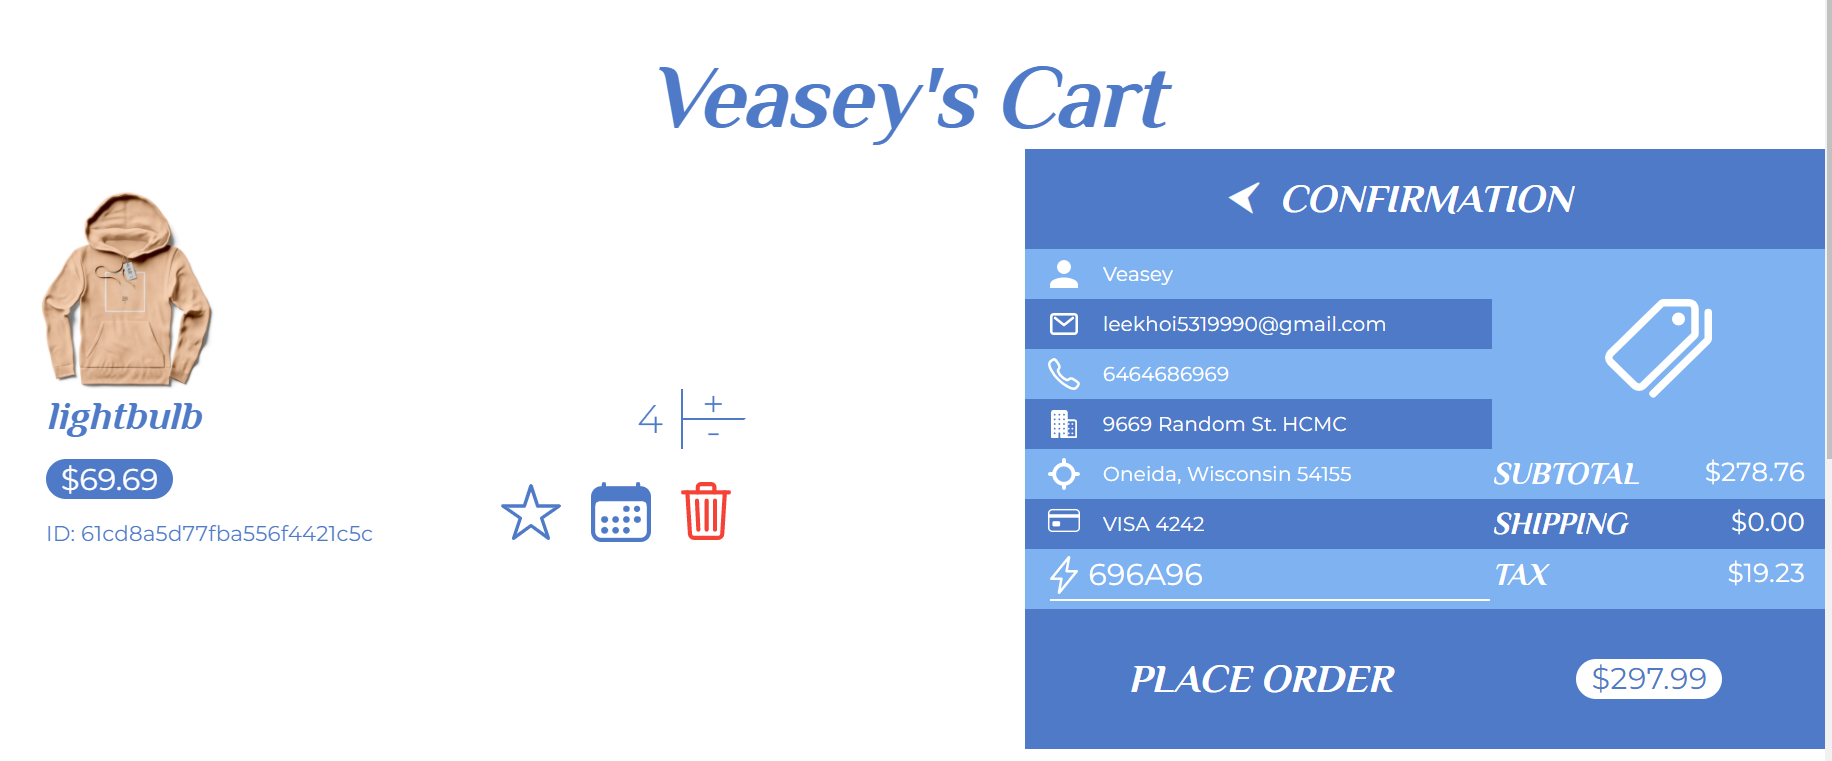 Veasey's Cart
lightbulb
$69.69
ID: 61cd8a5d77fba556f4421c5c
4
+
-
CONFIRMATION
Veasey
leekhoi5319990@gmail.com
6464686969
9669 Random St. HCMC
Oneida, Wisconsin 54155
VISA 4242
696A96
SUBTOTAL $278.76
SHIPPING $0.00
TAX $19.23
PLACE ORDER $297.99